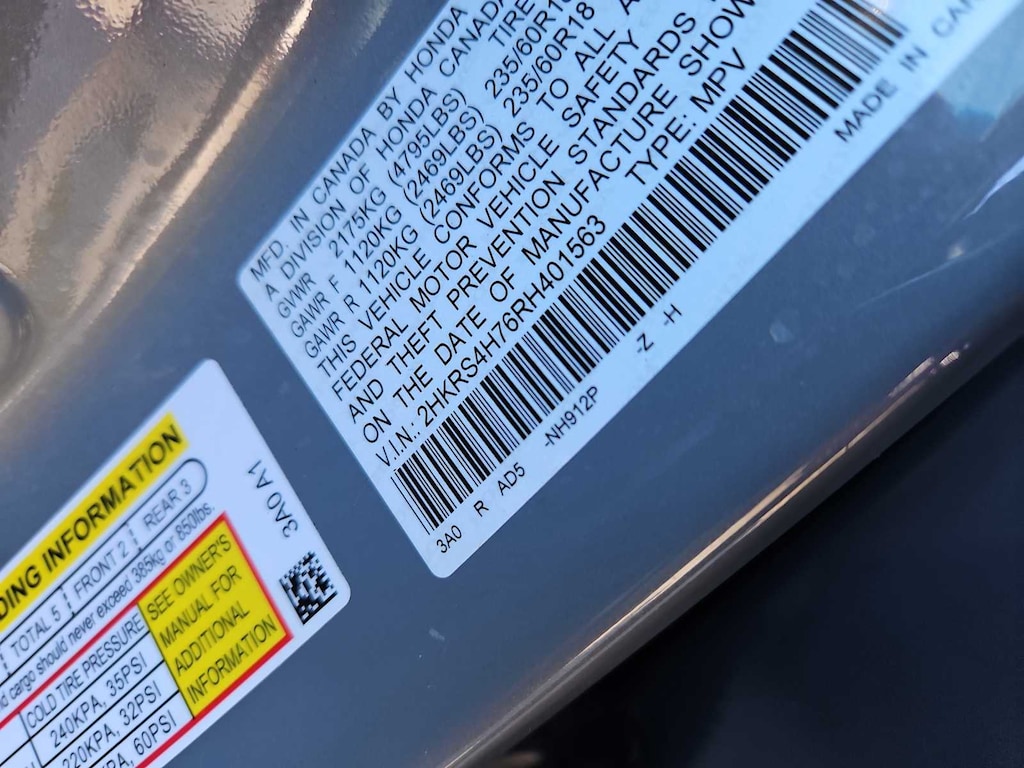 MFD. IN CANADA BY HONDA
A DIVISION OF HONDA CANADA
GVWR 2175KG (4795LBS) TIRE
GAWR F 1120KG (2469LBS) 235/60R18
GAWR R 1120KG (2469LBS) 235/60R18
THIS VEHICLE CONFORMS TO ALL
FEDERAL MOTOR VEHICLE SAFETY
AND THEFT PREVENTION STANDARDS
ON THE DATE OF MANUFACTURE SHOW
V.I.N.: 2HKRS4H76RH401563 TYPE: MPV
3A0 R AD5 -NH912P -Z -H MADE IN
DING INFORMATION
TOTAL 5 FRONT 2 REAR 3
cargo should never exceed 385kg or 850lbs.
COLD TIRE PRESSURE
240KPA, 35PSI
220KPA, 32PSI
60PSI
SEE OWNER'S
MANUAL FOR
ADDITIONAL
INFORMATION
3A0 A1